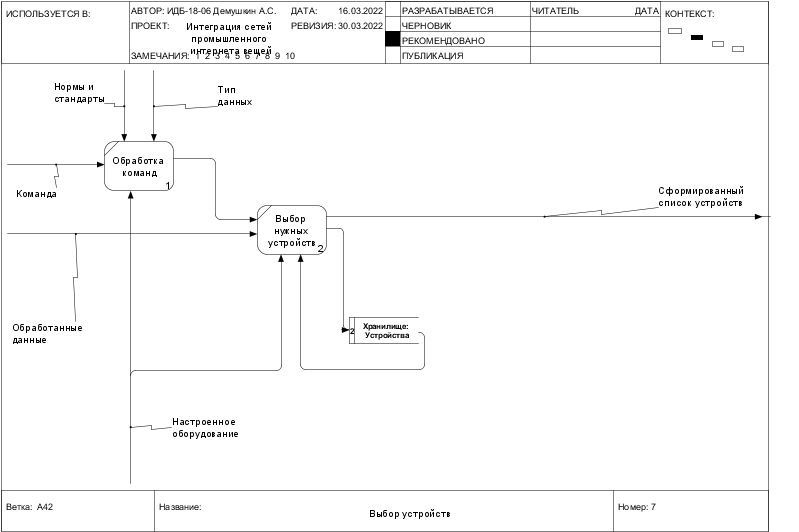 ИСПОЛЬЗУЕТСЯ В:
АВТОР: ИДБ-18-06 Демушкин А.С.
ДАТА: 16.03.2022
ПРОЕКТ: Интеграция сетей
промышленного
интернета вещей
РЕВИЗИЯ: 30.03.2022
ЗАМЕЧАНИЯ: 1 2 3 4 5 6 7 8 9 10
РАЗРАБАТЫВАЕТСЯ
ЧЕРНОВИК
РЕКОМЕНДОВАНО
ПУБЛИКАЦИЯ
ЧИТАТЕЛЬ ДАТА
КОНТЕКСТ:
Нормы и
стандарты
Тип
данных
Обработка
команд
1
Команда
Сформированный
список устройств
Выбор
нужных
устройств
2
Обработанные
данные
2
Хранилище:
Устройства
Настроенное
оборудование
Ветка: A42
Название:
Выбор устройств
Номер: 7